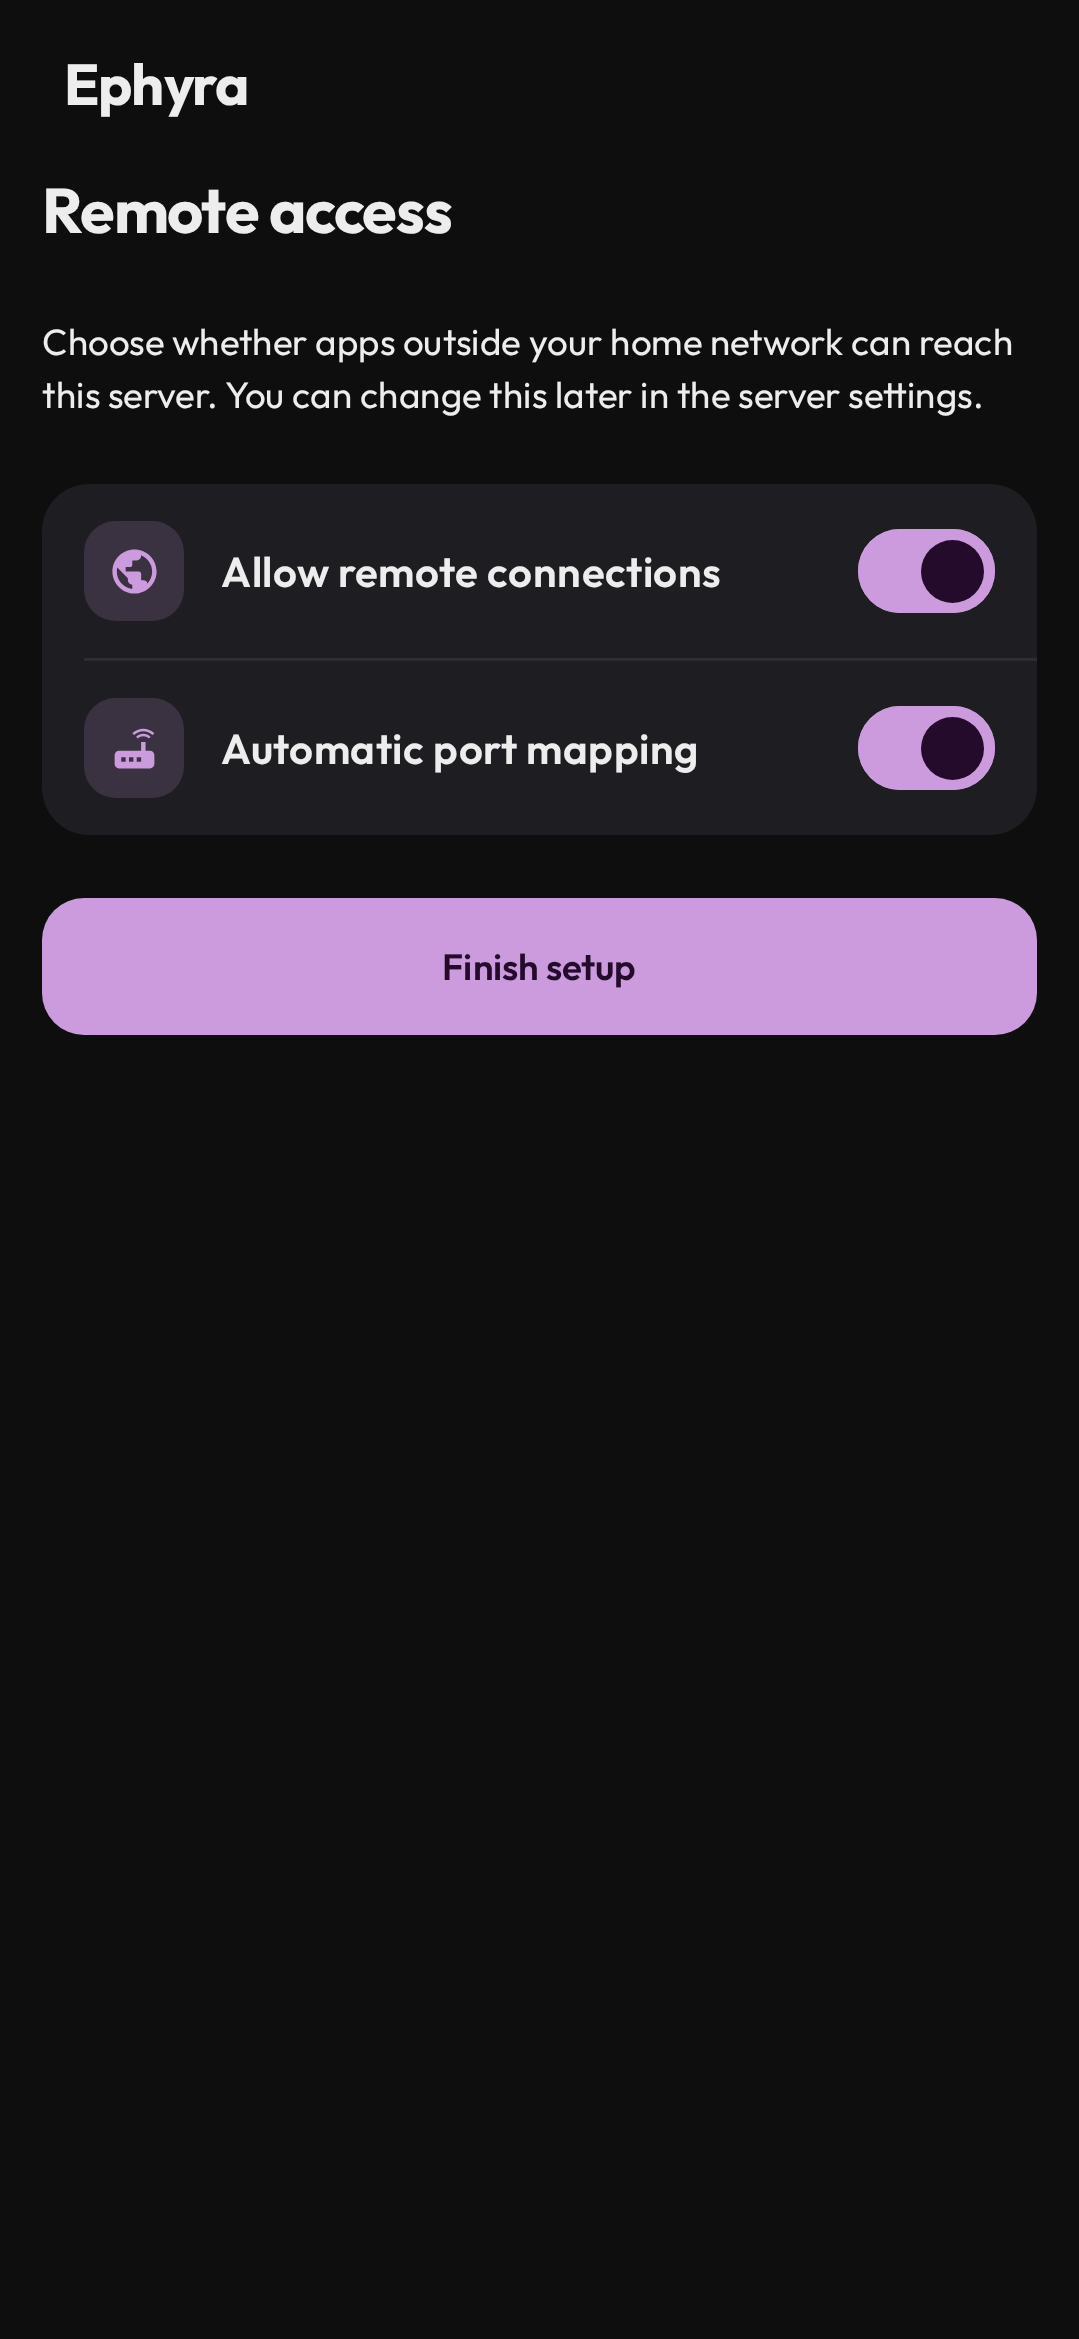 Ephyra
Remote access
Choose whether apps outside your home network can reach
this server. You can change this later in the server settings.
Allow remote connections
Automatic port mapping
Finish setup